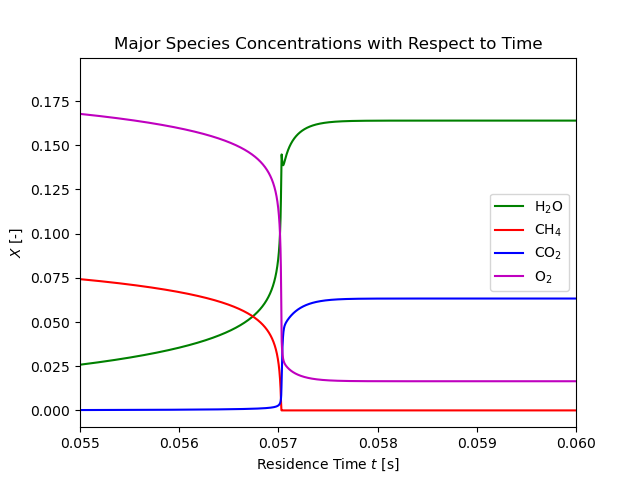 Major Species Concentrations with Respect to Time
X [-]
0.175
0.150
0.125
0.100
0.075
0.050
0.025
0.000
H₂O
CH₄
CO₂
O₂
0.055
0.056
0.057
0.058
0.059
0.060
Residence Time t [s]